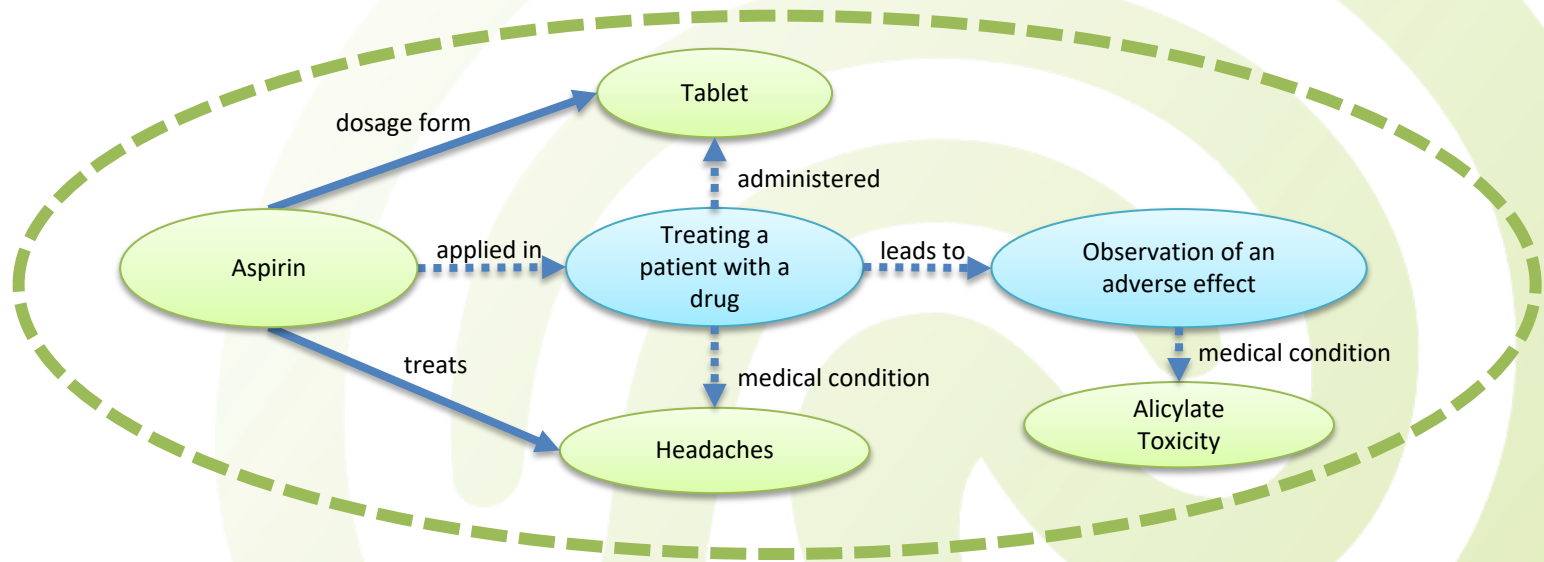 Tablet
dosage form
administered
Aspirin
applied in
Treating a
patient with a
drug
leads to
Observation of an
adverse effect
treats
medical condition
medical condition
Headaches
Alicylate
Toxicity